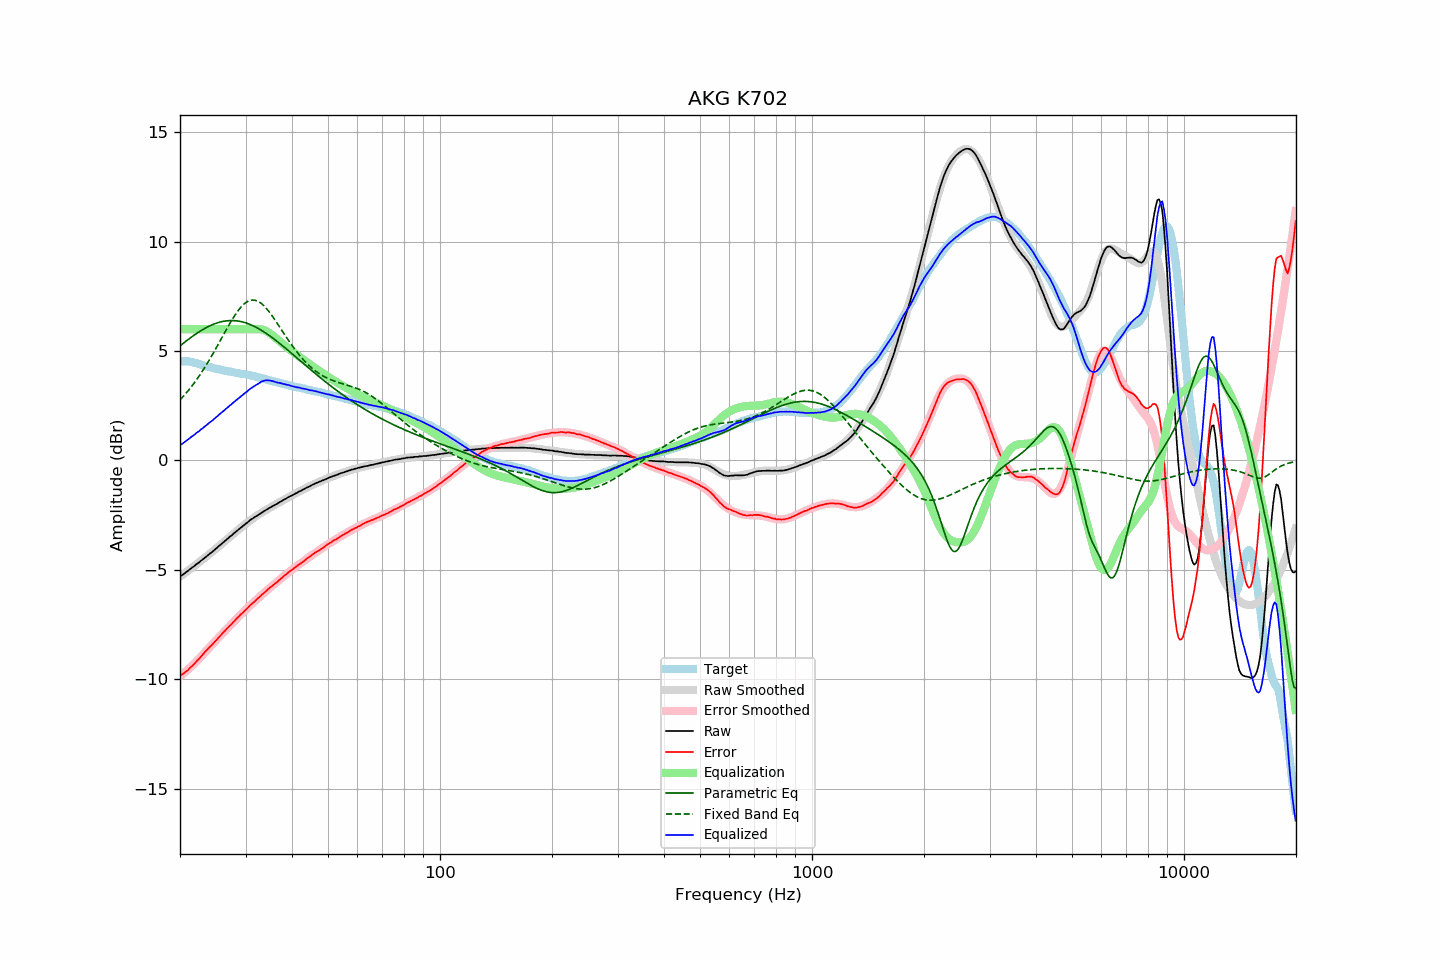 AKG K702
Amplitude (dBr)
15
10
5
0
−5
−10
−15
100
1000
10000
Frequency (Hz)
Target
Raw Smoothed
Error Smoothed
Raw
Error
Equalization
Parametric Eq
Fixed Band Eq
Equalized